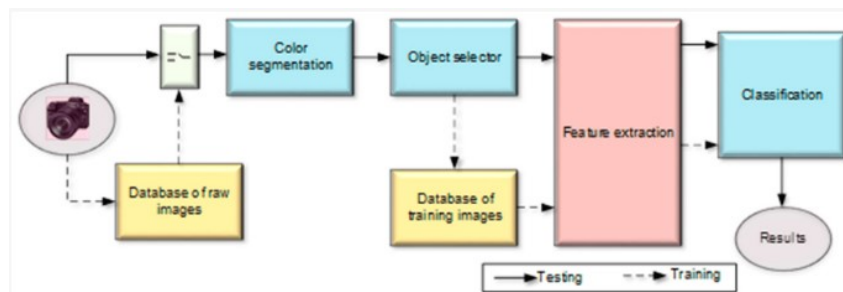 Color
segmentation
Object selector
Feature extraction
Classification
Database of raw
images
Database of
training images
Results
Testing
Training